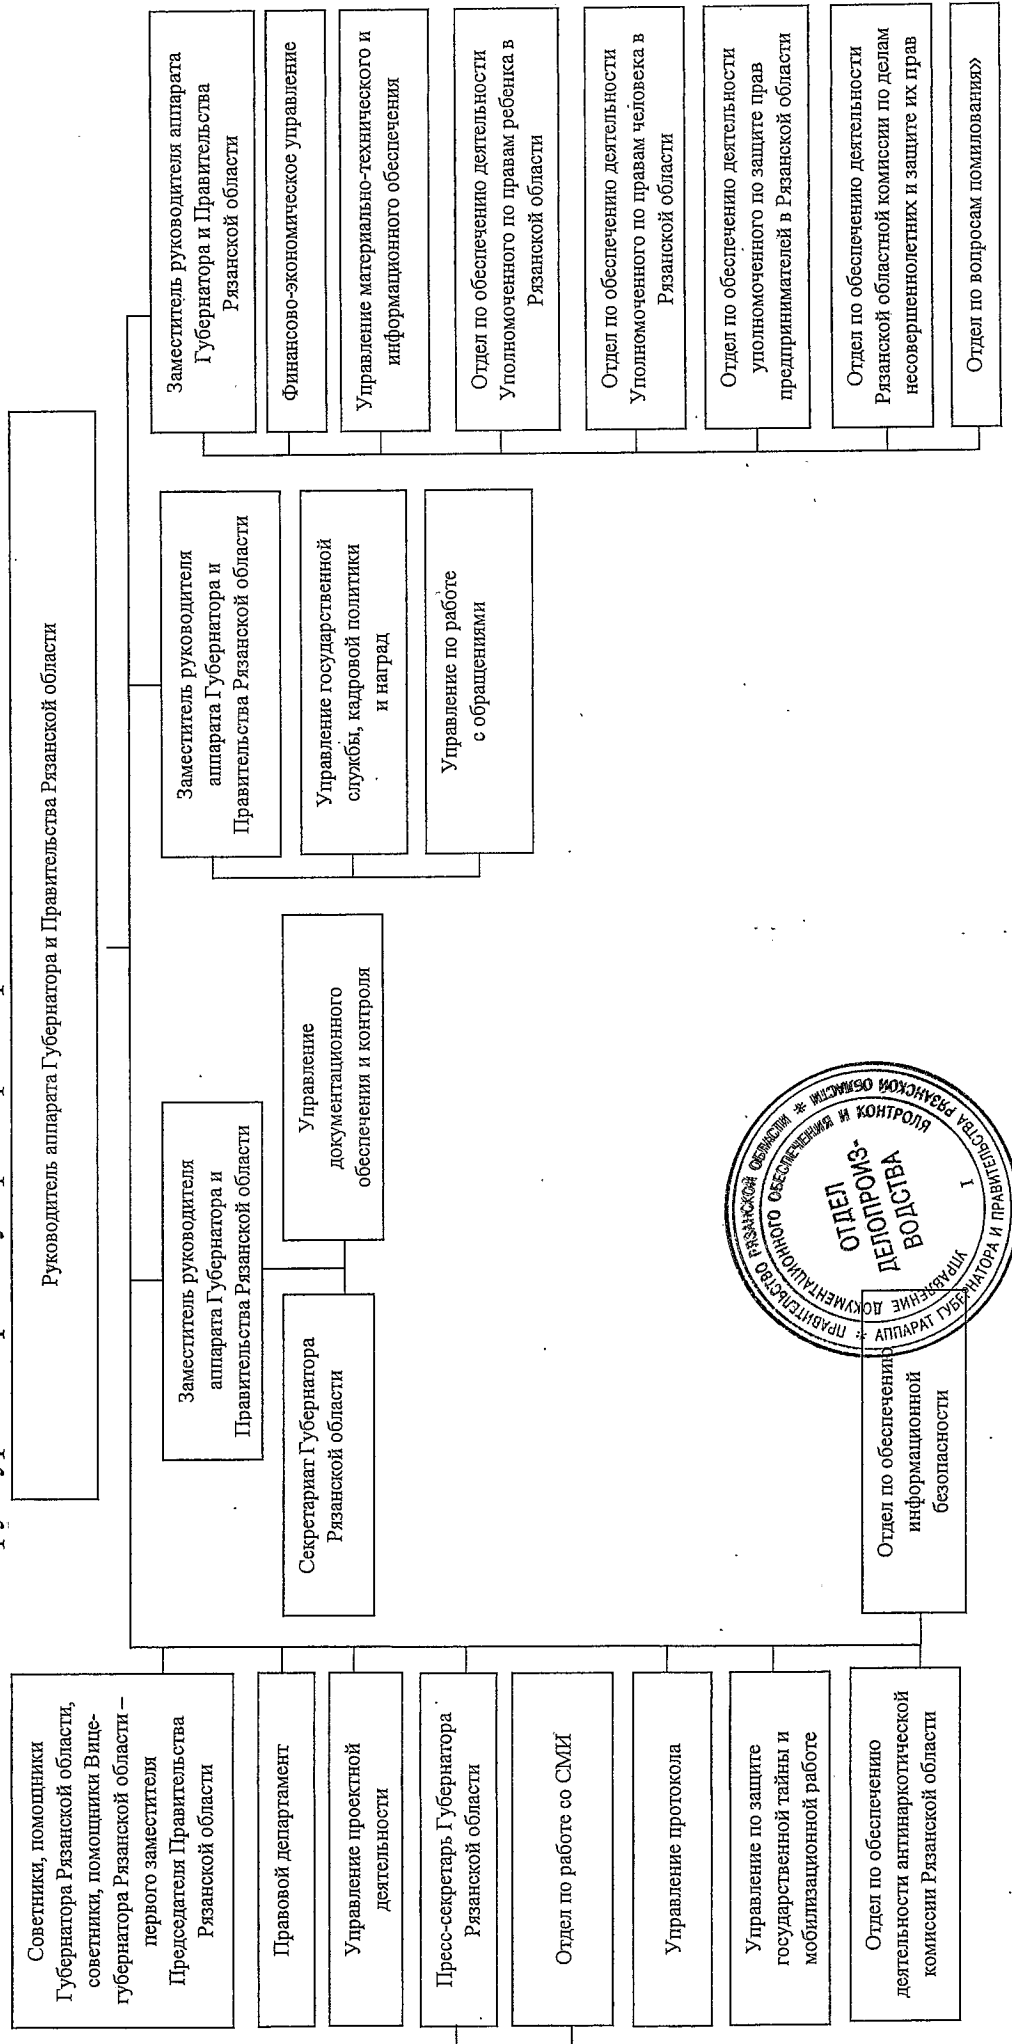 Руководитель аппарата Губернатора и Правительства Рязанской области
Советники, помощники
Губернатора Рязанской области,
советники, помощники Вице-
губернатора Рязанской области –
первого заместителя
Председателя Правительства
Рязанской области
Правовой департамент
Управление проектной
деятельности
Пресс-секретарь Губернатора
Рязанской области
Отдел по работе со СМИ
Управление протокола
Управление по защите
государственной тайны и
мобилизационной работе
Отдел по обеспечению
деятельности антинаркотической
комиссии Рязанской области
Отдел по обеспечению
информационной
безопасности
Заместитель руководителя
аппарата Губернатора и
Правительства Рязанской области
Секретариат Губернатора
Рязанской области
Управление
документационного
обеспечения и контроля
Заместитель руководителя
аппарата Губернатора и
Правительства Рязанской области
Управление государственной
службы, кадровой политики
и наград
Управление по работе
с обращениями
Заместитель руководителя аппарата
Губернатора и Правительства
Рязанской области
Финансово-экономическое управление
Управление материально-технического и
информационного обеспечения
Отдел по обеспечению деятельности
Уполномоченного по правам ребенка в
Рязанской области
Отдел по обеспечению деятельности
Уполномоченного по правам человека в
Рязанской области
Отдел по обеспечению деятельности
уполномоченного по защите прав
предпринимателей в Рязанской области
Отдел по обеспечению деятельности
Рязанской областной комиссии по делам
несовершеннолетних и защите их прав
Отдел по вопросам помилования»
ПРАВИТЕЛЬСТВО РЯЗАНСКОЙ ОБЛАСТИ * АППАРАТ ГУБЕРНАТОРА И ПРАВИТЕЛЬСТВА РЯЗАНСКОЙ ОБЛАСТИ *
УПРАВЛЕНИЕ ДОКУМЕНТАЦИОННОГО ОБЕСПЕЧЕНИЯ И КОНТРОЛЯ
ОТДЕЛ
ДЕЛОПРОИЗ-
ВОДСТВА
1